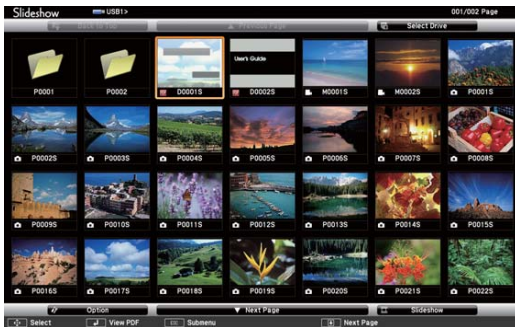 Slideshow USB1> 001/002 Page
Back to Top ▲ Previous Page Select Drive
P0001 P0002 D0001S D0002S M0001S M0002S P0001S
User's Guide
P0002S P0003S P0004S P0005S P0006S P0007S P0008S
P0009S P0010S P0011S P0012S P0013S P0014S P0015S
P0016S P0017S P0018S P0019S P0020S P0021S P0022S
Option ▼ Next Page Slideshow
Select View PDF Esc Submenu Next Page